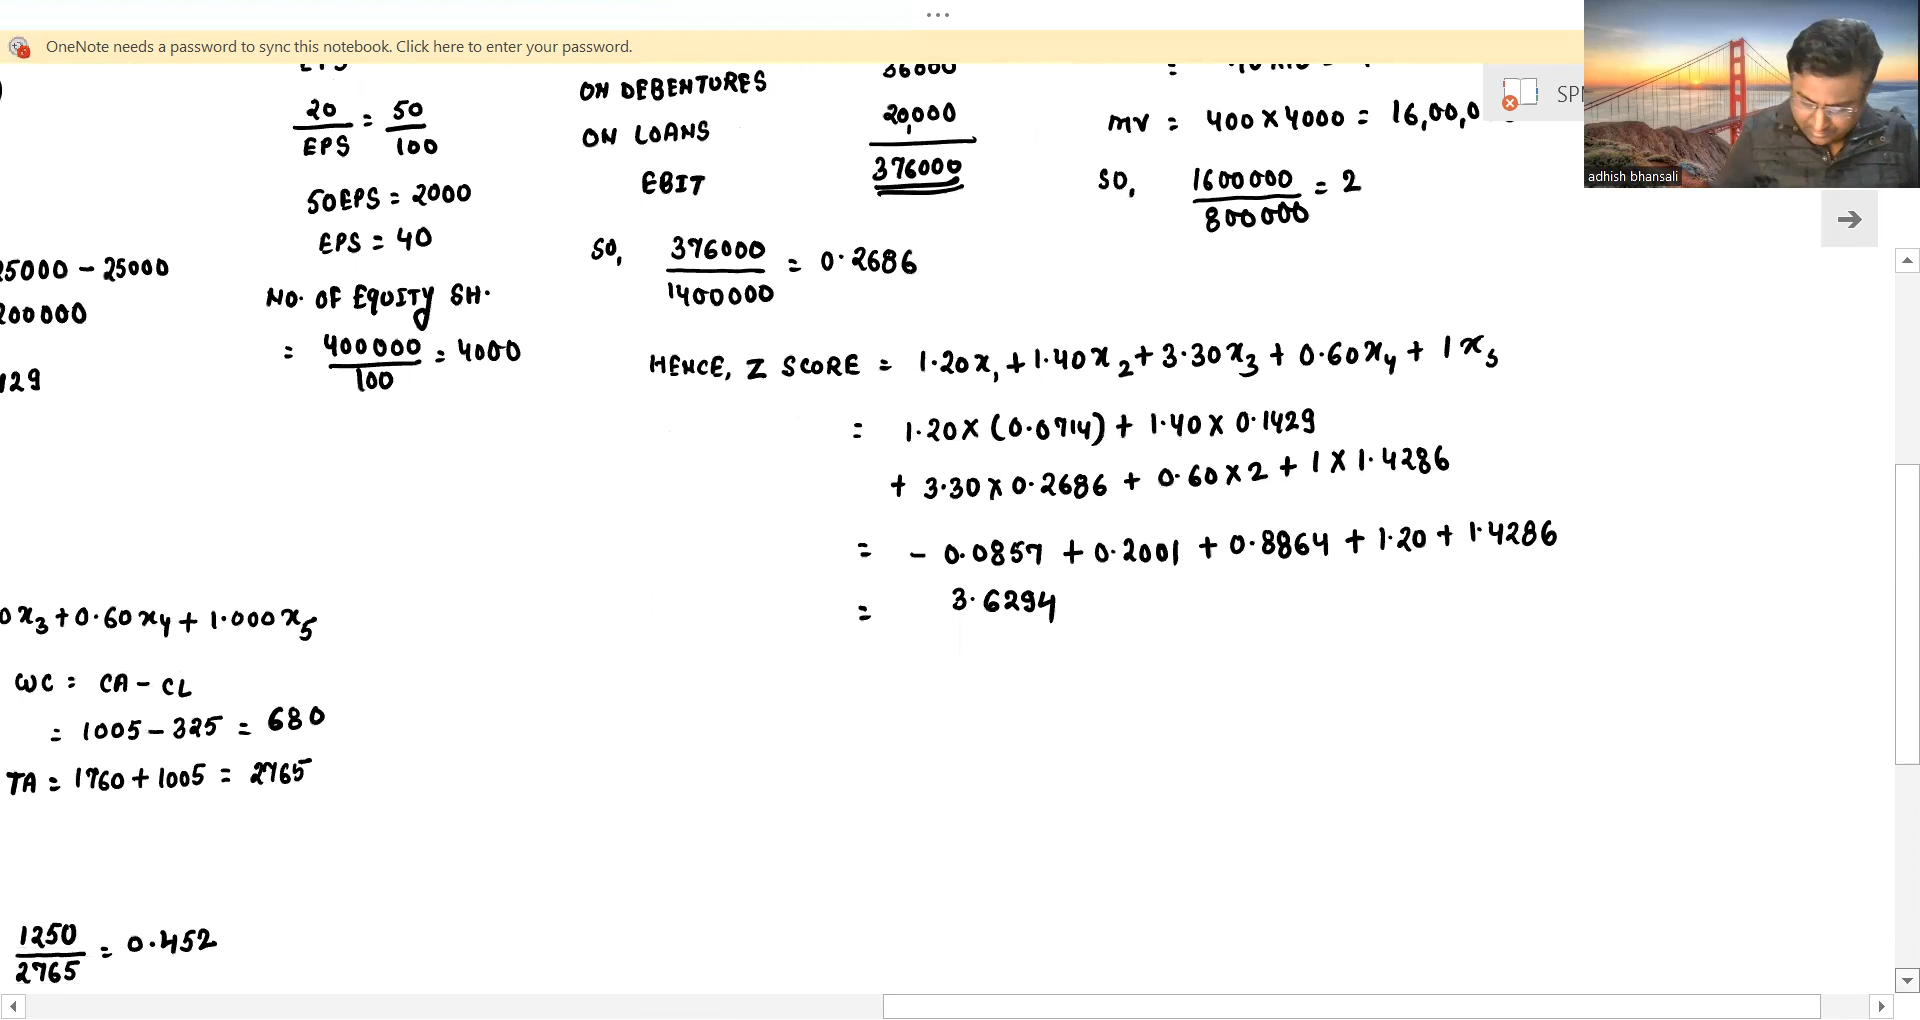 OneNote needs a password to sync this notebook. Click here to enter your password.
adhish bhansali
25000 - 25000
200000
129
20/EPS = 50/100
50EPS = 2000
EPS = 40
NO. OF EQUITY SH.
= 400000/100 = 4000
ON DEBENTURES 36000
ON LOANS 20,000
EBIT 376000
SO, 376000/1400000 = 0.2686
MV = 400 x 4000 = 16,00,0
SO, 1600000/800000 = 2
HENCE, Z SCORE = 1.20x₁ + 1.40x₂ + 3.30x₃ + 0.60x₄ + 1x₅
= 1.20 x (0.0714) + 1.40 x 0.1429
+ 3.30 x 0.2686 + 0.60 x 2 + 1 x 1.4286
= - 0.0857 + 0.2001 + 0.8864 + 1.20 + 1.4286
= 3.6294
0x₃ + 0.60x₄ + 1.000x₅
WC = CA - CL
= 1005 - 325 = 680
TA = 1760 + 1005 = 2765
1250/2765 = 0.452